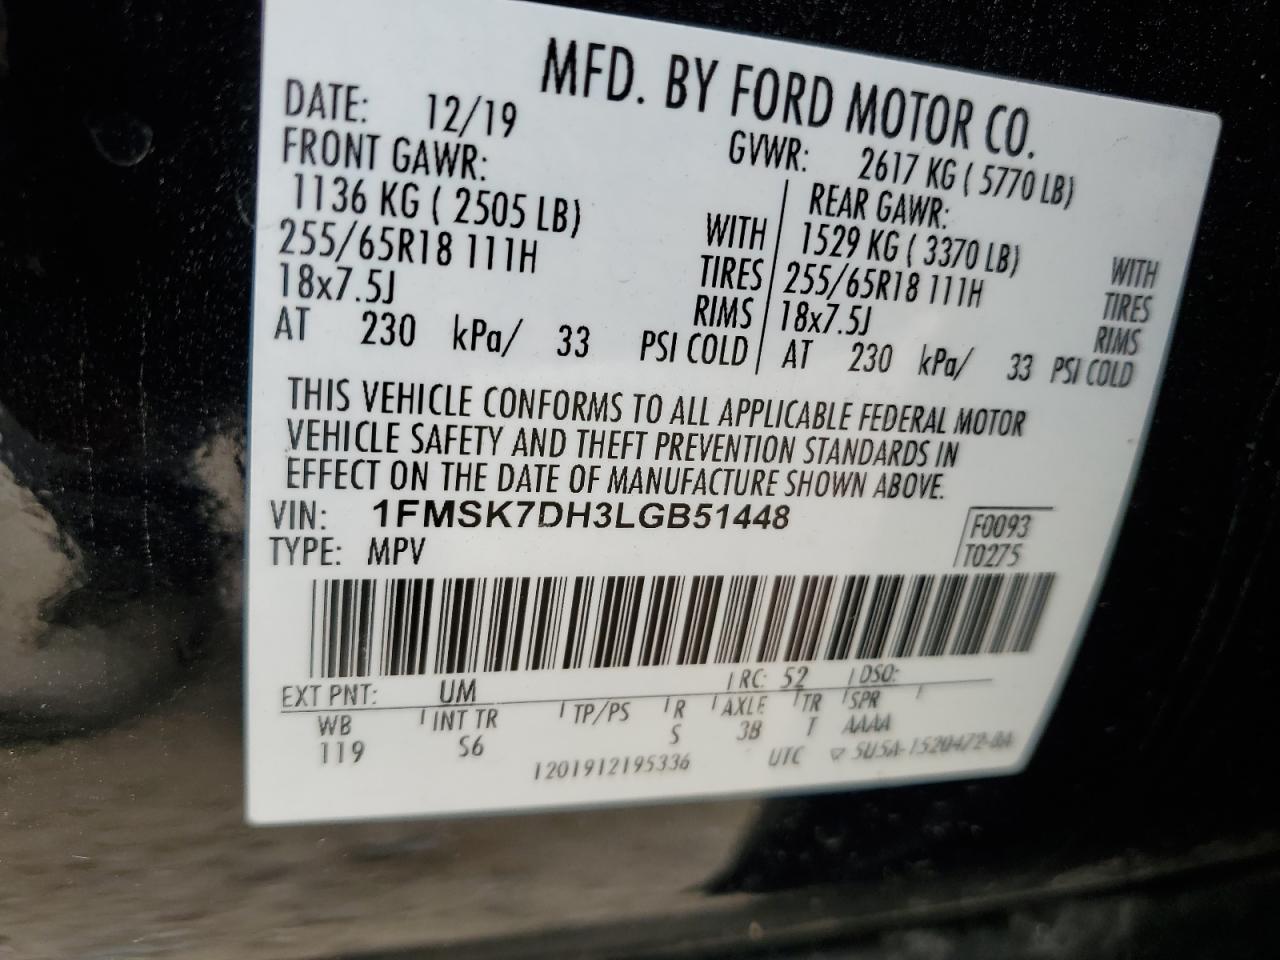 MFD. BY FORD MOTOR CO.
DATE: 12/19 GVWR: 2617 KG ( 5770 LB)
FRONT GAWR: REAR GAWR:
1136 KG ( 2505 LB) WITH 1529 KG ( 3370 LB) WITH
255/65R18 111H TIRES 255/65R18 111H TIRES
18x7.5J RIMS 18x7.5J RIMS
AT 230 kPa/ 33 PSI COLD AT 230 kPa/ 33 PSI COLD
THIS VEHICLE CONFORMS TO ALL APPLICABLE FEDERAL MOTOR
VEHICLE SAFETY AND THEFT PREVENTION STANDARDS IN
EFFECT ON THE DATE OF MANUFACTURE SHOWN ABOVE.
VIN: 1FMSK7DH3LGB51448 F0093
TYPE: MPV T0275
EXT PNT: UM RC: 52 DSO:
WB INT TR TP/PS R AXLE TR SPR
119 S6 S 3B T AAAA
1201912195336 UTC